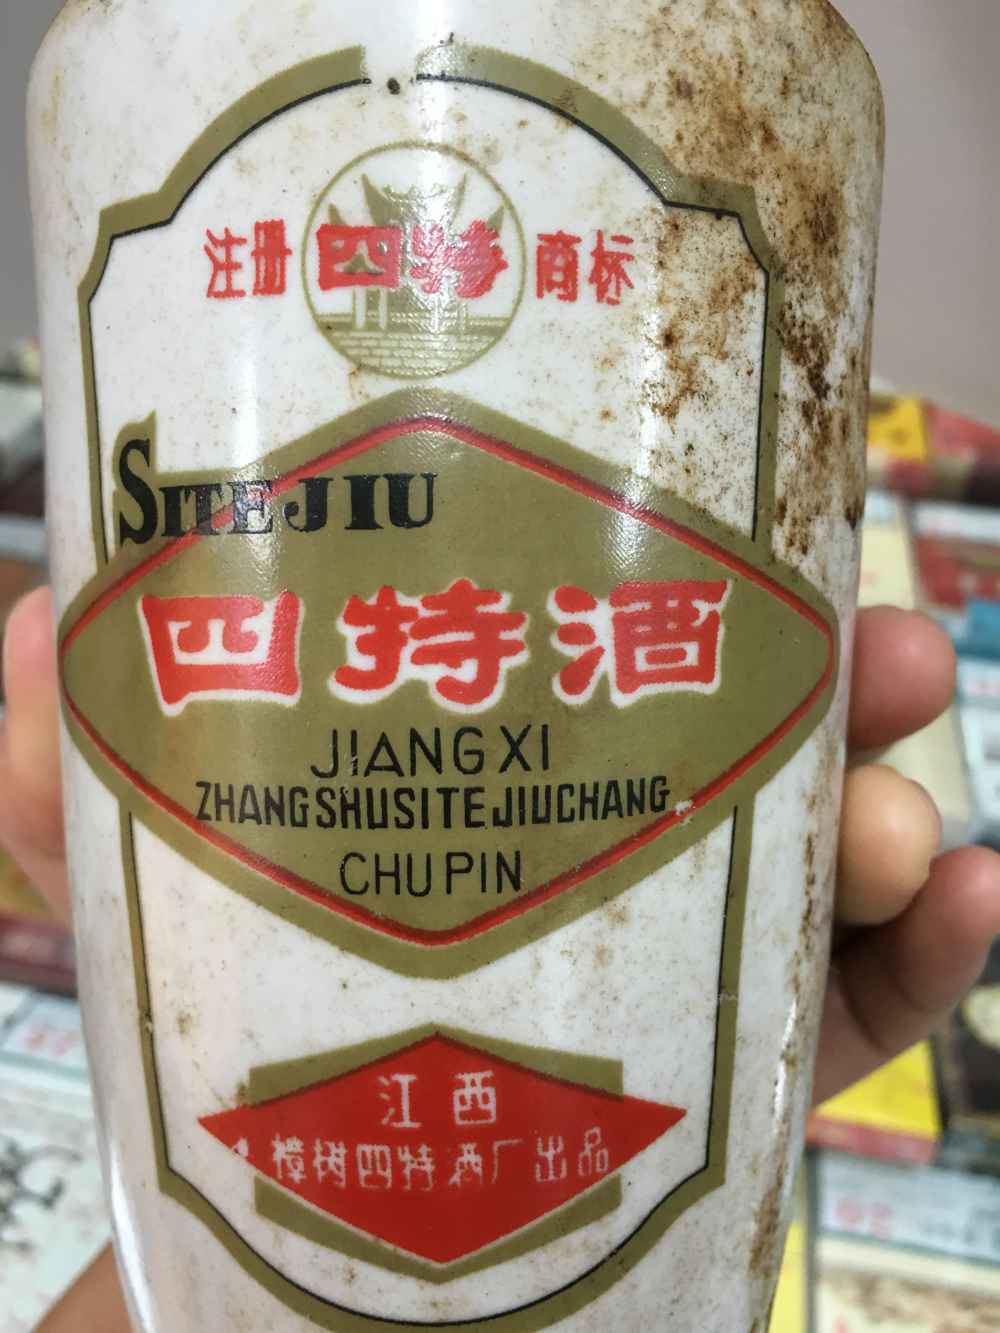 注册 四特 商标
SITEJIU
四特酒
JIANGXI
ZHANGSHUSITEJIUCHANG
CHUPIN
江西
樟树四特酒厂出品